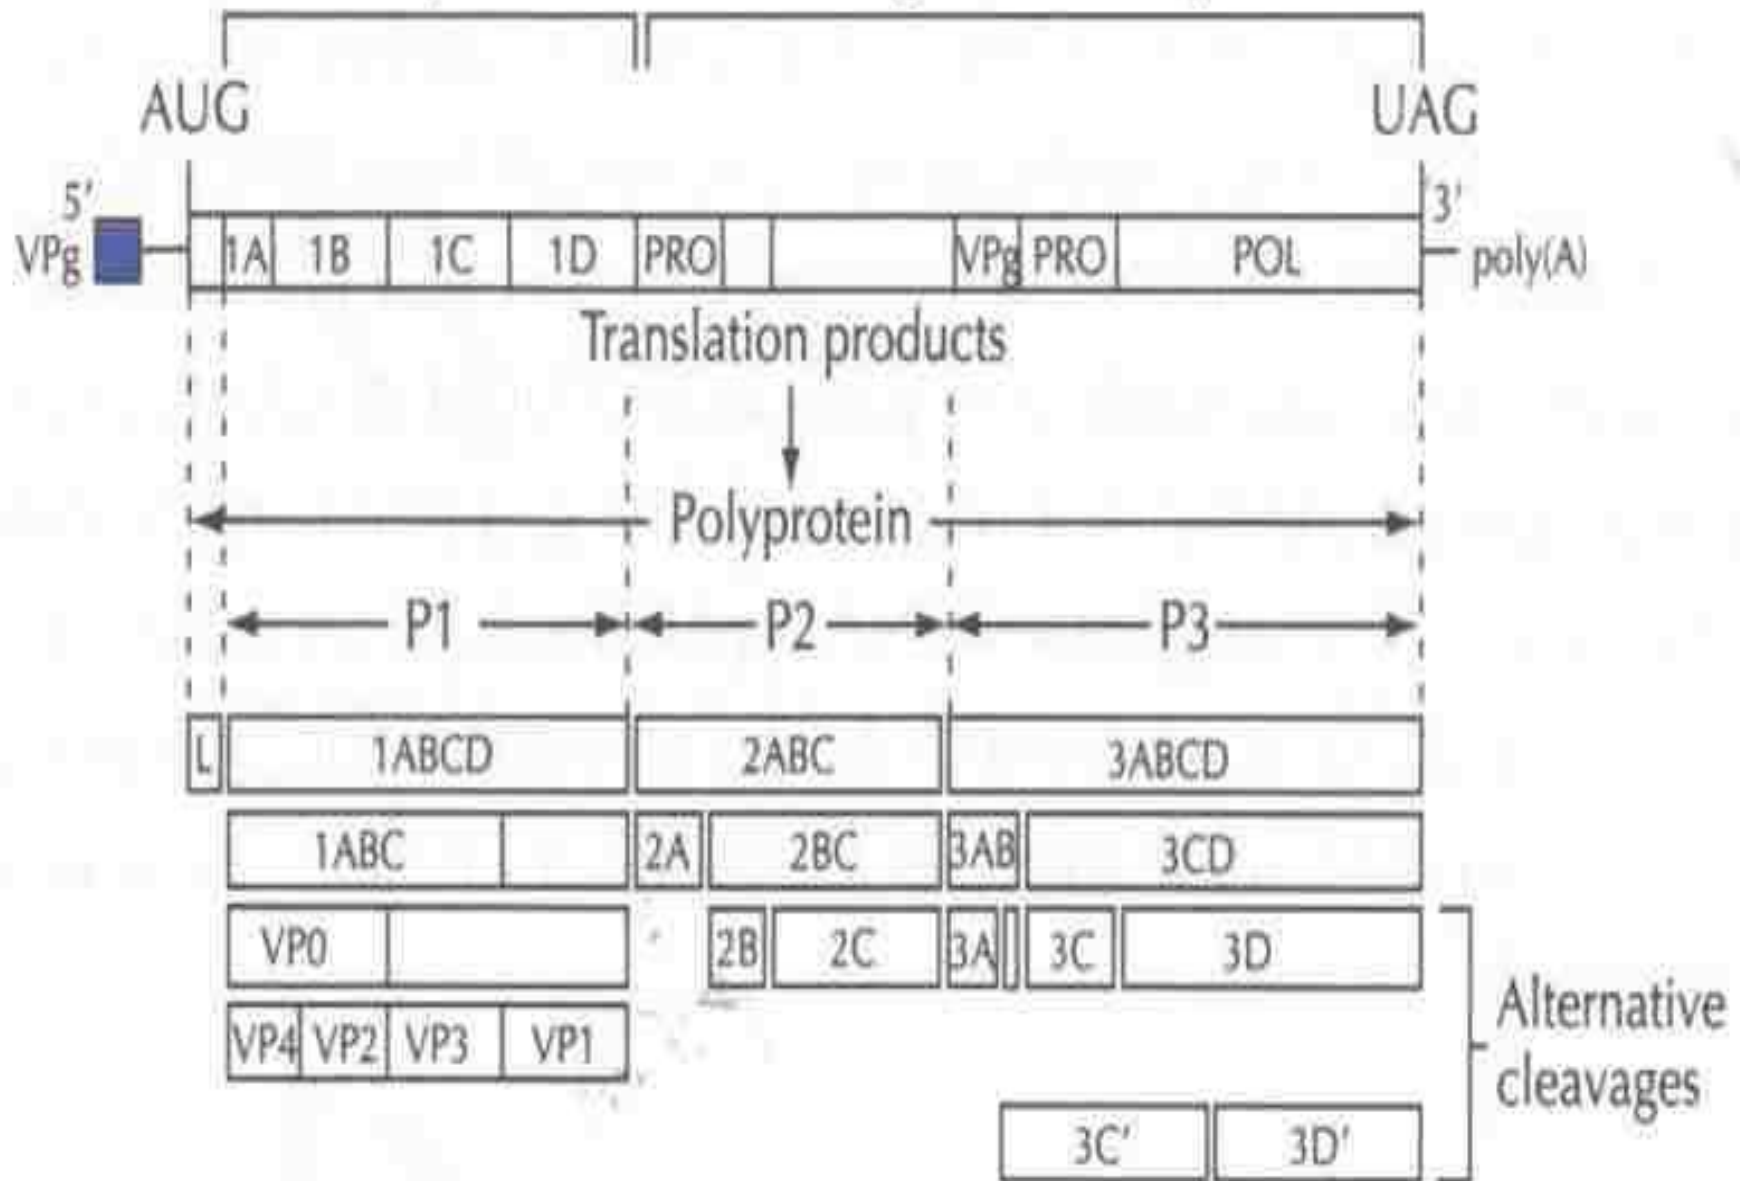 AUG UAG
5' 3'
VPg 1A 1B 1C 1D PRO VPg PRO POL poly(A)
Translation products
Polyprotein
P1 P2 P3
L 1ABCD 2ABC 3ABCD
1ABC 2A 2BC 3AB 3CD
VP0 2B 2C 3A 3C 3D
VP4 VP2 VP3 VP1
Alternative
cleavages
3C' 3D'